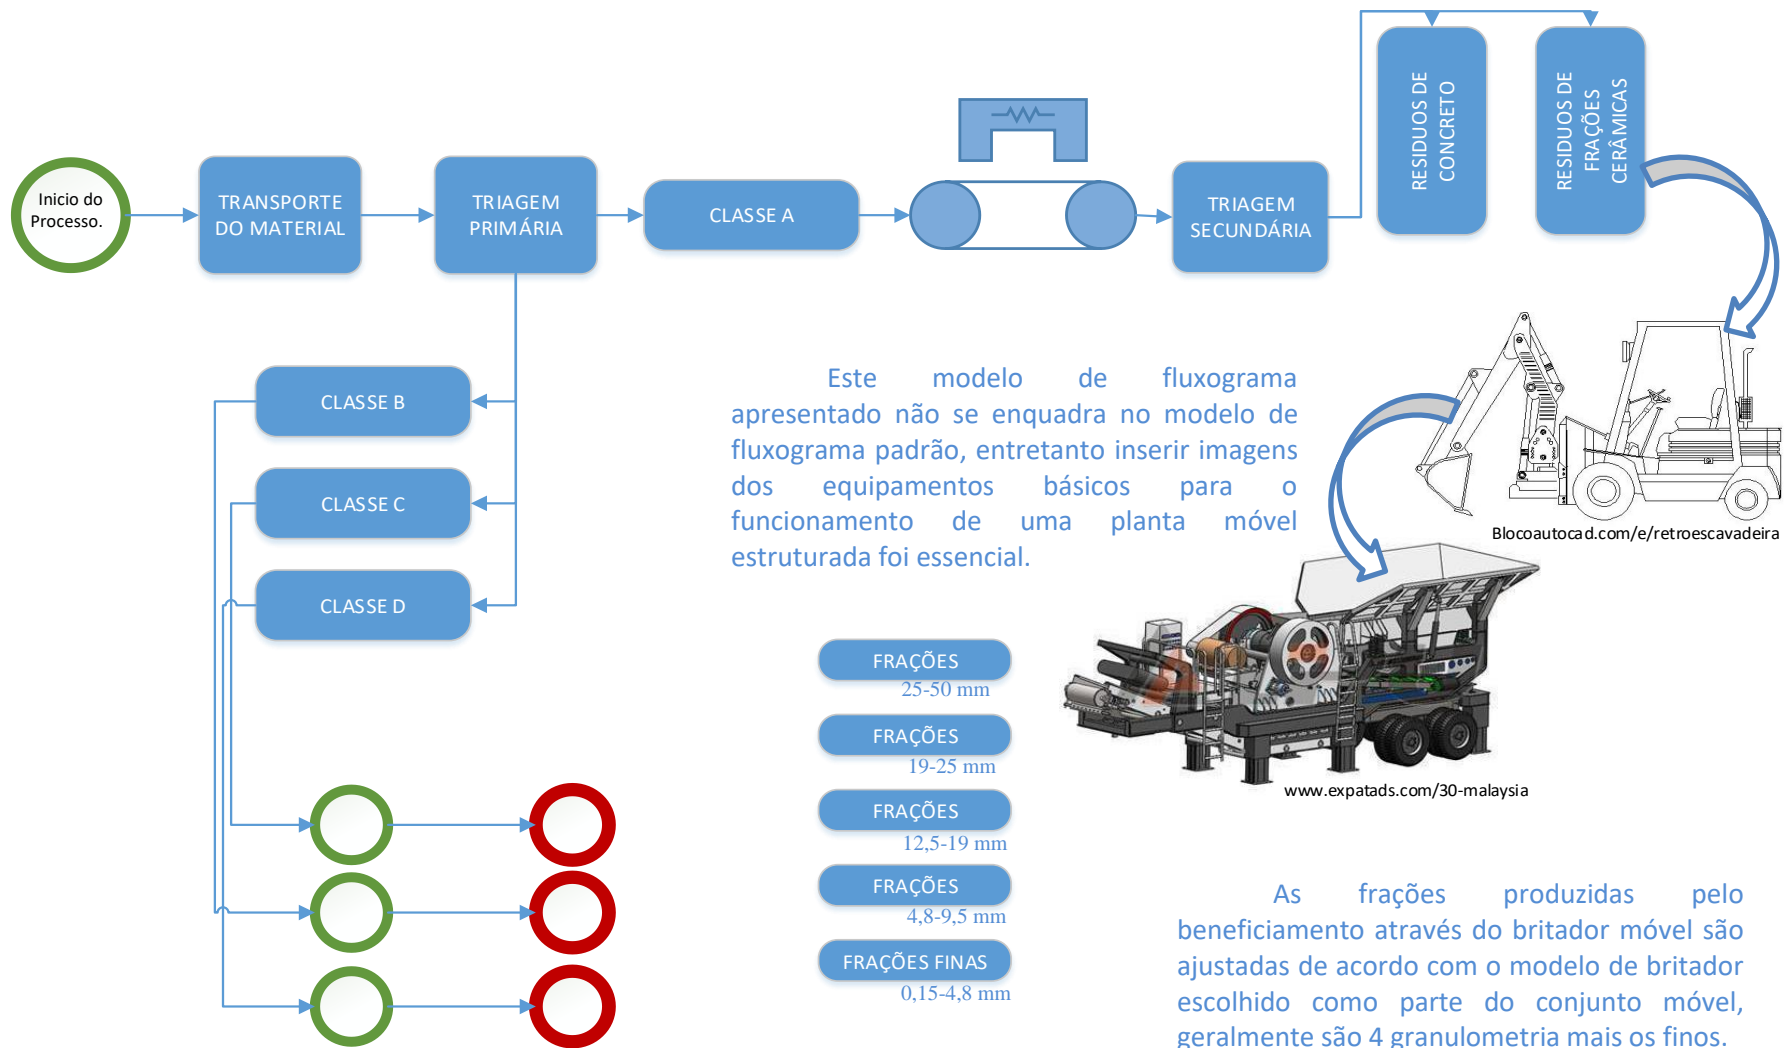 Inicio do
Processo.
TRANSPORTE
DO MATERIAL
TRIAGEM
PRIMÁRIA
CLASSE A
TRIAGEM
SECUNDÁRIA
RESIDUOS DE
CONCRETO
RESIDUOS DE
FRAÇÕES
CERÂMICAS
CLASSE B
CLASSE C
CLASSE D
Este modelo de fluxograma
apresentado não se enquadra no modelo de
fluxograma padrão, entretanto inserir imagens
dos equipamentos básicos para o
funcionamento de uma planta móvel
estruturada foi essencial.
Blocoautocad.com/e/retroescavadeira
www.expatads.com/30-malaysia
FRAÇÕES
25-50 mm
FRAÇÕES
19-25 mm
FRAÇÕES
12,5-19 mm
FRAÇÕES
4,8-9,5 mm
FRAÇÕES FINAS
0,15-4,8 mm
As frações produzidas pelo
beneficiamento através do britador móvel são
ajustadas de acordo com o modelo de britador
escolhido como parte do conjunto móvel,
geralmente são 4 granulometria mais os finos.